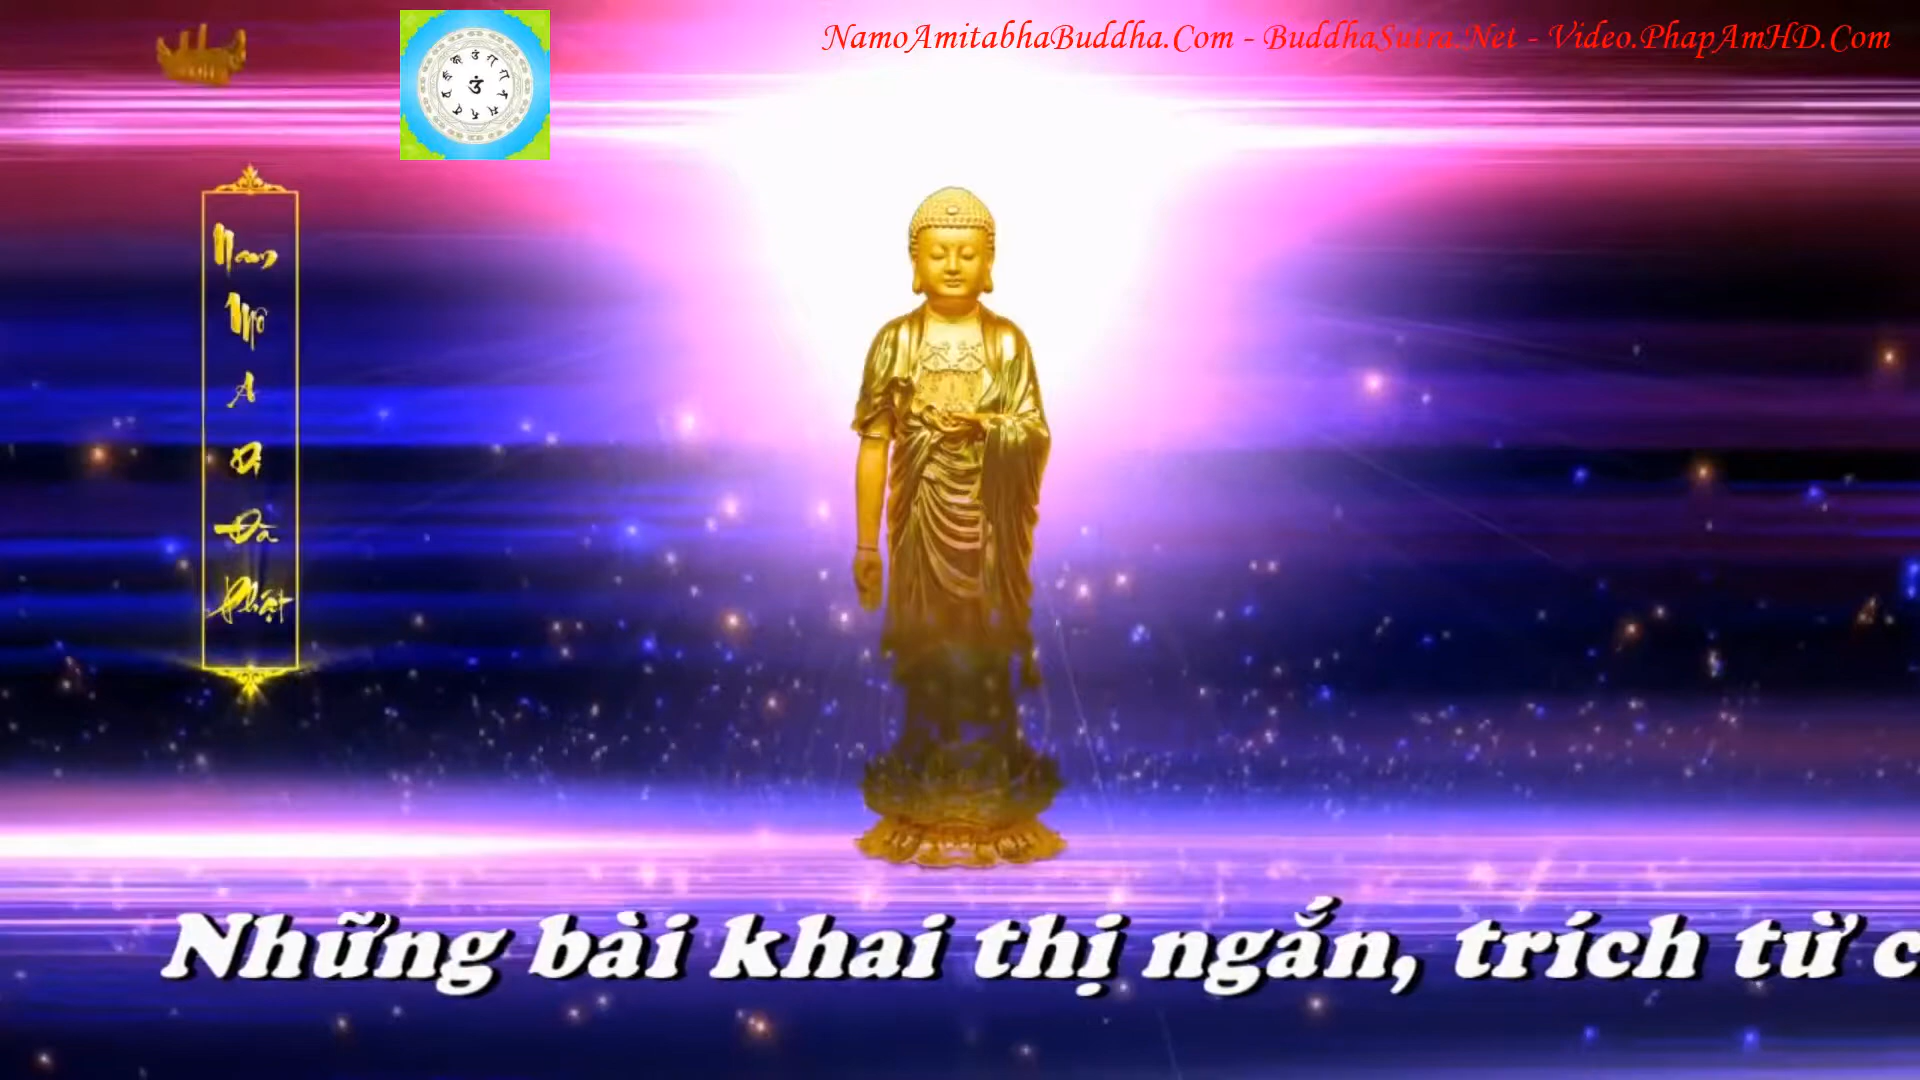 NamoAmitabhaBuddha.Com - BuddhaSutra.Net - Video.PhapAmHD.Com
Nam
Mô
A
Di
Đà
Phật
Những bài khai thị ngắn, trích từ c